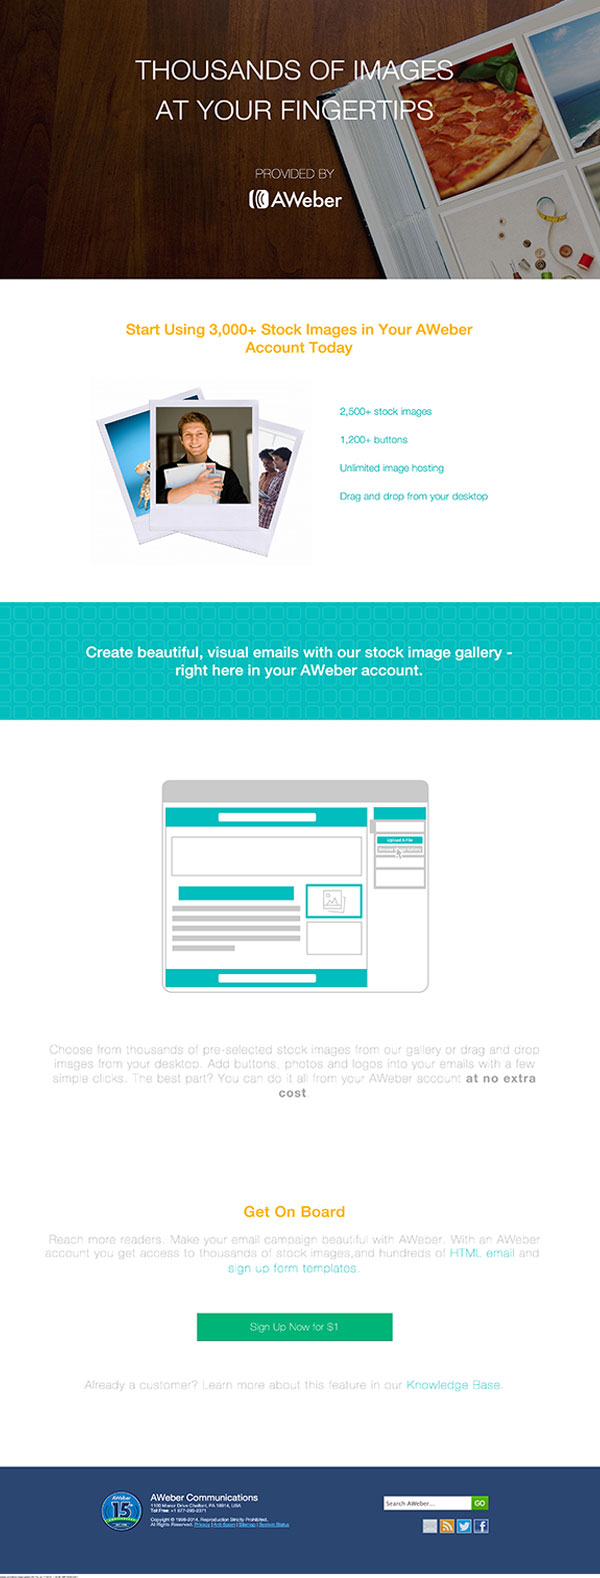 THOUSANDS OF IMAGES
AT YOUR FINGERTIPS
PROVIDED BY
AWeber
Start Using 3,000+ Stock Images in Your AWeber
Account Today
2,500+ stock images
1,200+ buttons
Unlimited image hosting
Drag and drop from your desktop
Create beautiful, visual emails with our stock image gallery -
right here in your AWeber account.
Upload A File
Choose from thousands of pre-selected stock images from our gallery or drag and drop
images from your desktop. Add buttons, photos and logos into your emails with a few
simple clicks. The best part? You can do it all from your AWeber account at no extra
cost
Get On Board
Reach more readers. Make your email campaign beautiful with AWeber. With an AWeber
account you get access to thousands of stock images,and hundreds of HTML email and
sign up form templates.
Sign Up Now for $1
Already a customer? Learn more about this feature in our Knowledge Base.
AWeber
15
AWeber Communications
1100 Manor Drive Chalfont, PA 18914, USA
Toll Free: +1 877-293-2371
Copyright © 1998-2014. Reproduction Strictly Prohibited.
All Rights Reserved. Privacy | Anti-Spam | Sitemap | System Status
Search AWeber...
GO